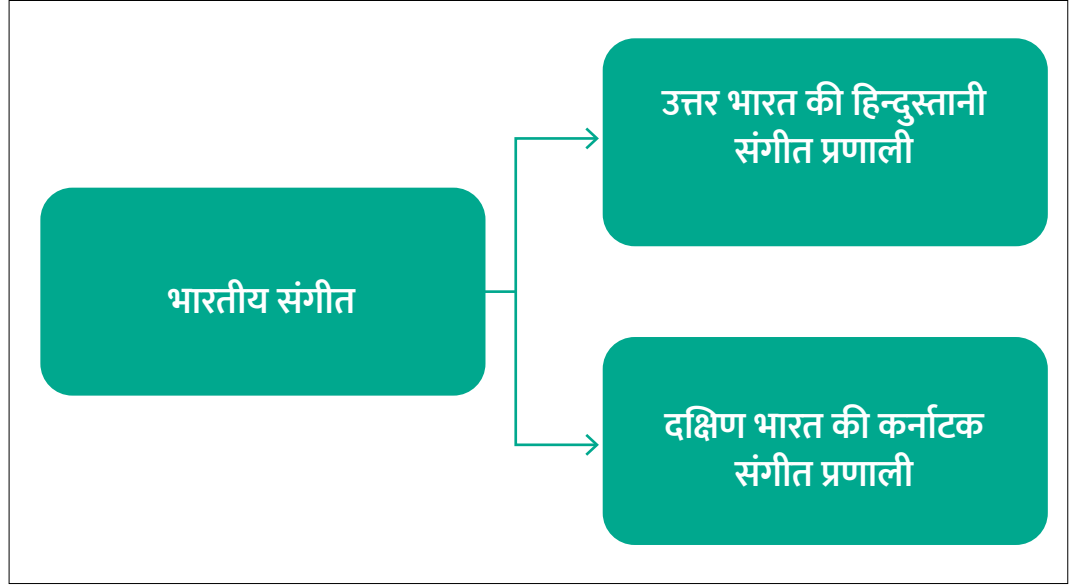 भारतीय संगीत
उत्तर भारत की हिन्दुस्तानी
संगीत प्रणाली
दक्षिण भारत की कर्नाटक
संगीत प्रणाली